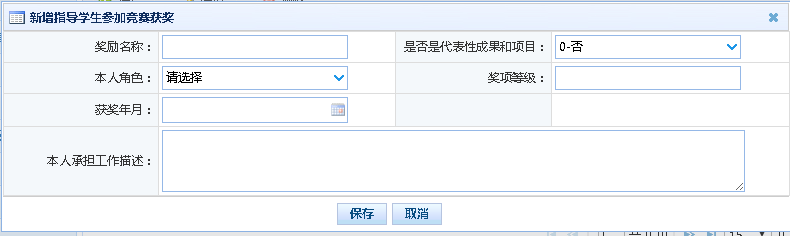 新增指导学生参加竞赛获奖
奖励名称： 是否是代表性成果和项目： 0-否
本人角色： 请选择 奖项等级：
获奖年月：
本人承担工作描述：
保存 取消